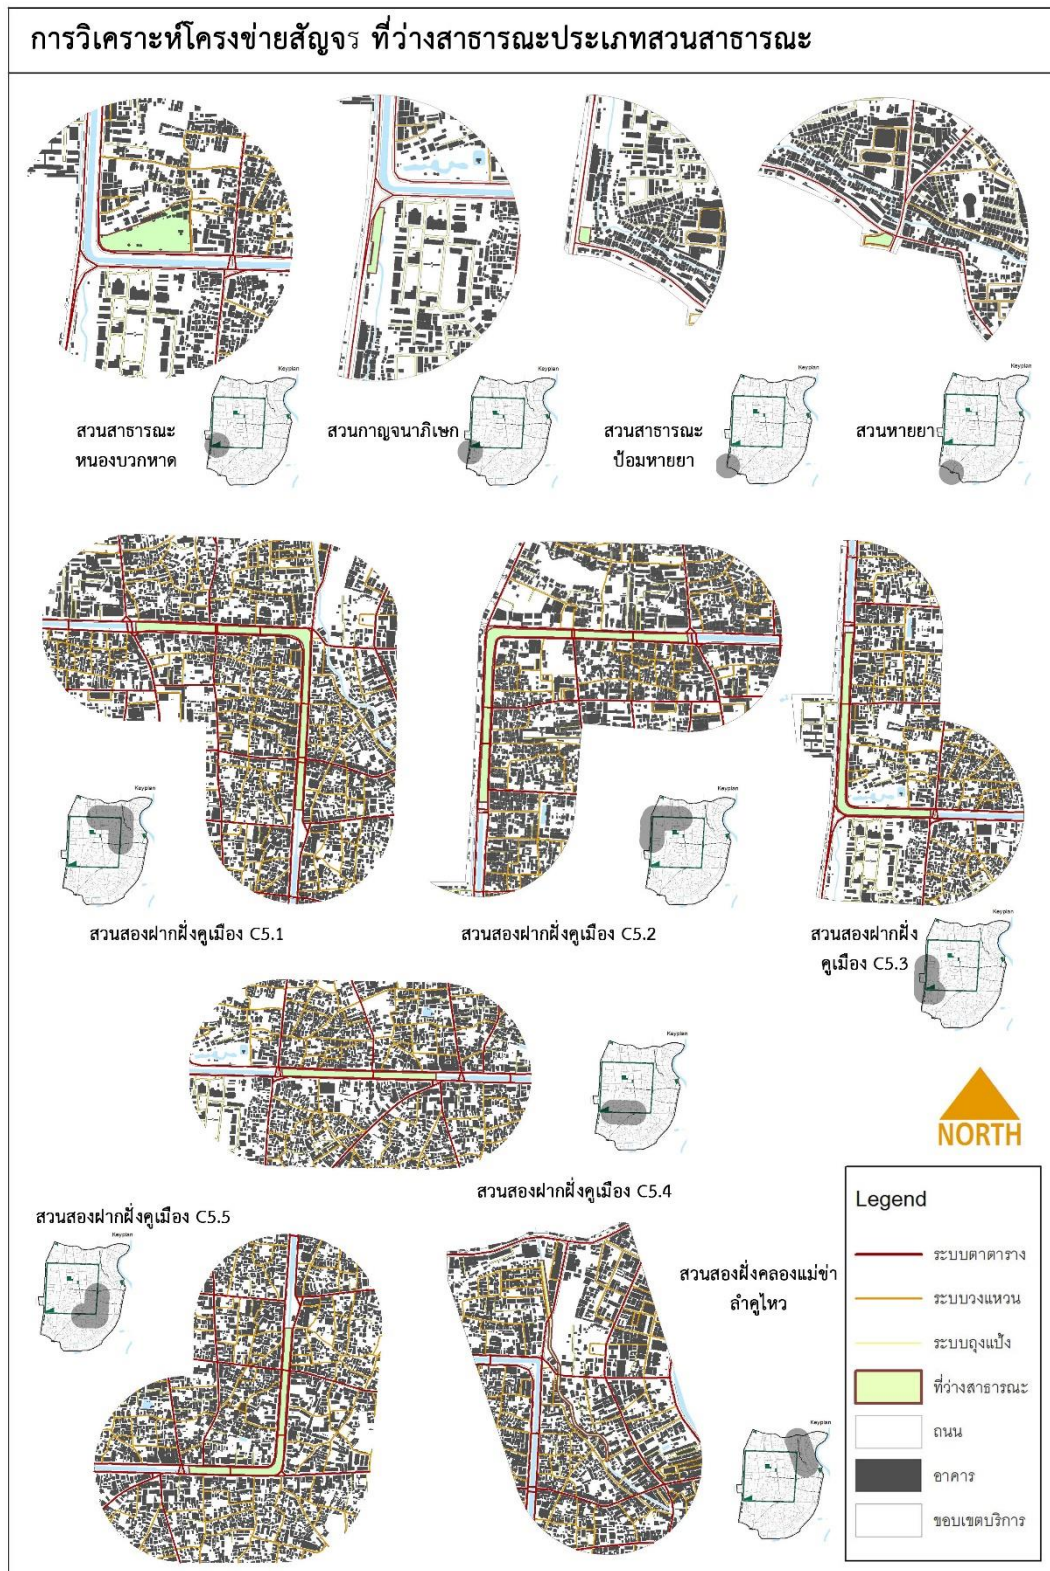 การวิเคราะห์โครงข่ายสัญจร ที่ว่างสาธารณะประเภทสวนสาธารณะ
Keyplan
Keyplan
Keyplan
Keyplan
สวนสาธารณะ
หนองบวกหาด
สวนกาญจนาภิเษก
สวนสาธารณะ
ป้อมหายยา
สวนหายยา
Keyplan
Keyplan
สวนสองฝากฝั่งคูเมือง C5.1
สวนสองฝากฝั่งคูเมือง C5.2
สวนสองฝากฝั่ง
คูเมือง C5.3
Keyplan
Keyplan
NORTH
สวนสองฝากฝั่งคูเมือง C5.4
สวนสองฝากฝั่งคูเมือง C5.5
Keyplan
สวนสองฝั่งคลองแม่ข่า
ลำคูไหว
Keyplan
Legend
ระบบตาตาราง
ระบบวงแหวน
ระบบถุงแป้ง
ที่ว่างสาธารณะ
ถนน
อาคาร
ขอบเขตบริการ